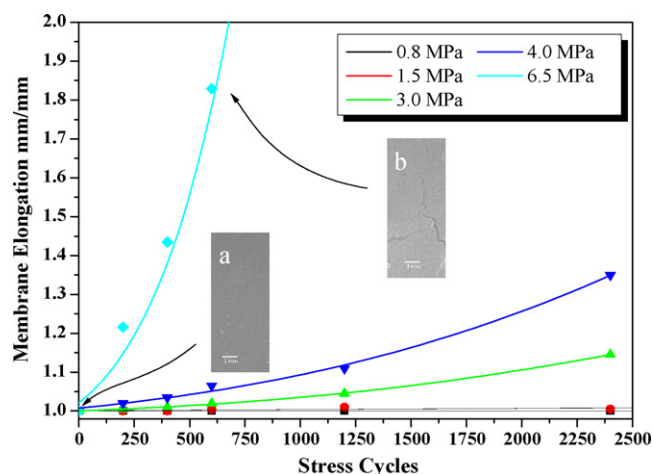 2.0
1.9
1.8
1.7
1.6
1.5
1.4
1.3
1.2
1.1
1.0
Membrane Elongation mm/mm
0.8 MPa 4.0 MPa
1.5 MPa 6.5 MPa
3.0 MPa
b
a
0 250 500 750 1000 1250 1500 1750 2000 2250 2500
Stress Cycles